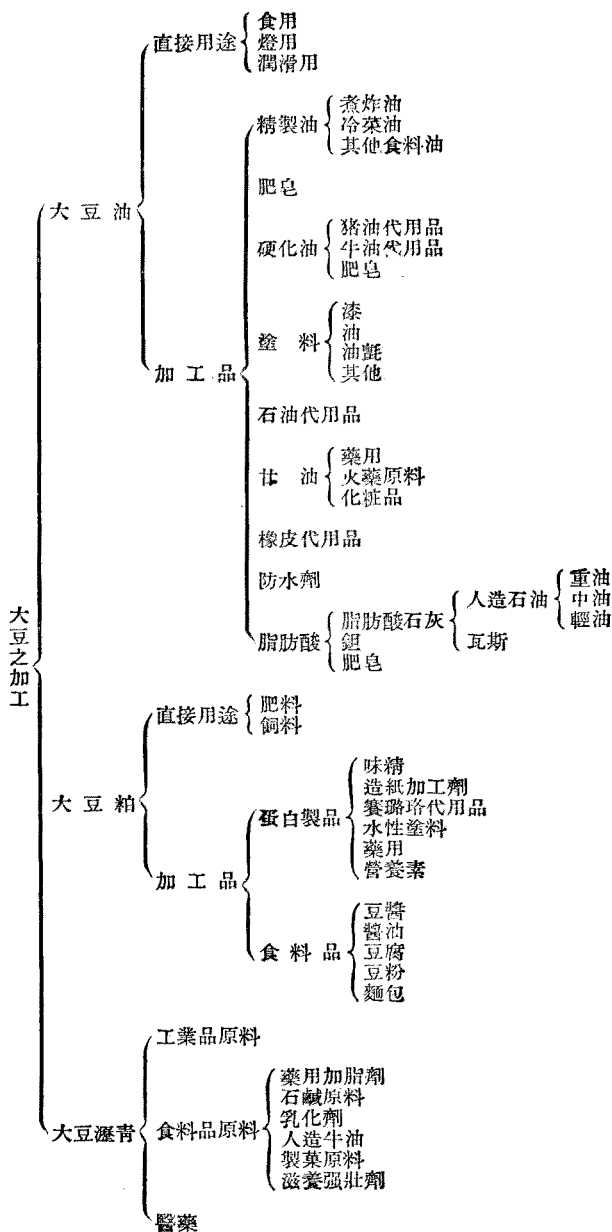 大豆之加工
大豆油
直接用途
食用
燈用
潤滑用
加工品
精製油
煮炸油
冷菜油
其他食料油
肥皂
硬化油
猪油代用品
牛油代用品
肥皂
塗料
漆
油
油氈
其他
石油代用品
甘油
藥用
火藥原料
化粧品
橡皮代用品
防水劑
脂肪酸
脂肪酸石灰
人造石油
重油
中油
輕油
瓦斯
鉭
肥皂
大豆粕
直接用途
肥料
飼料
加工品
蛋白製品
味精
造紙加工劑
賽璐珞代用品
水性塗料
藥用
營養素
食料品
豆醬
醬油
豆腐
豆粉
麵包
大豆瀝青
工業品原料
食料品原料
藥用加脂劑
石鹹原料
乳化劑
人造牛油
製菓原料
滋養强壯劑
醫藥